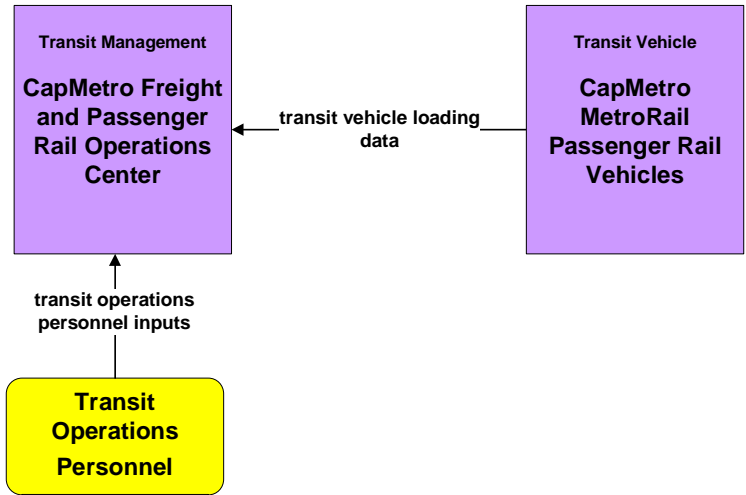 Transit Management
CapMetro Freight
and Passenger
Rail Operations
Center
transit vehicle loading
data
Transit Vehicle
CapMetro
MetroRail
Passenger Rail
Vehicles
transit operations
personnel inputs
Transit
Operations
Personnel